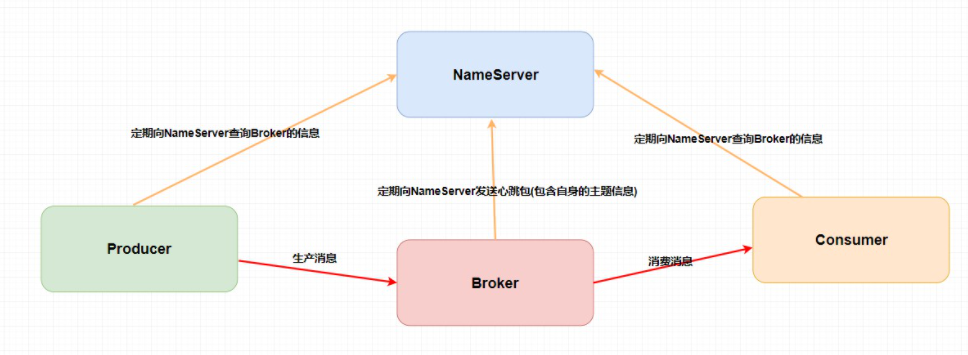 NameServer
定期向NameServer查询Broker的信息
定期向NameServer查询Broker的信息
定期向NameServer发送心跳包(包含自身的主题信息)
Producer
生产消息
Broker
消费消息
Consumer